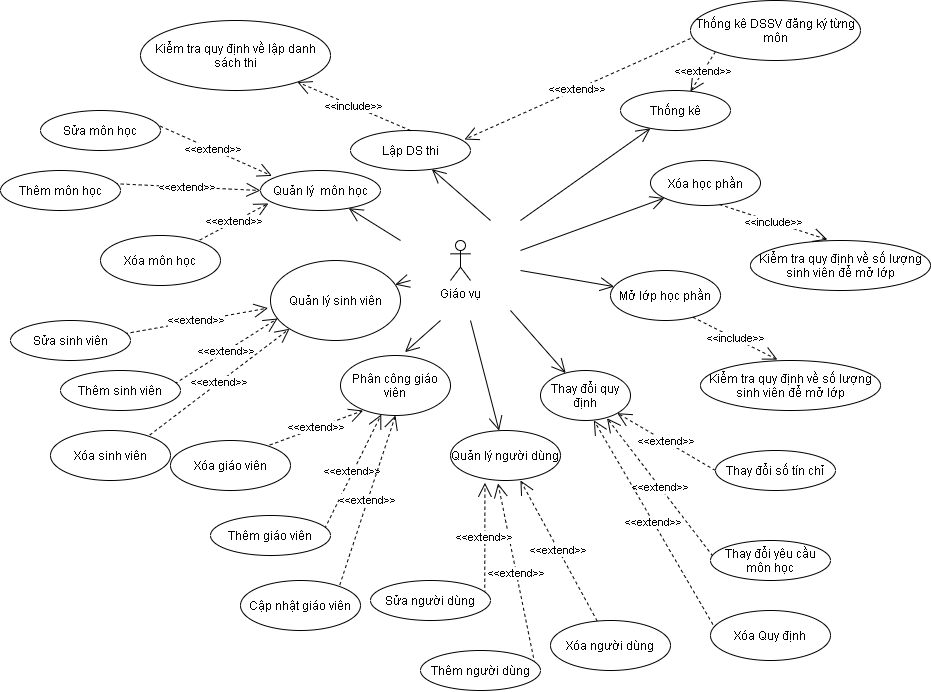 Thống kê DSSV đăng ký từng
môn
Kiểm tra quy định về lập danh
sách thi
<<extend>>
<<extend>>
<<include>>
Thống kê
Sửa môn học
<<extend>>
Lập DS thi
Thêm môn học
<<extend>>
Quản lý môn học
Xóa học phần
<<extend>>
<<include>>
Xóa môn học
Kiểm tra quy định về số lượng
sinh viên để mở lớp
Giáo vụ
Quản lý sinh viên
Mở lớp học phần
<<extend>>
Sửa sinh viên
<<include>>
<<extend>>
Thêm sinh viên
<<extend>>
Phân công giáo
viên
Thay đổi quy
định
Kiểm tra quy định về số lượng
sinh viên để mở lớp
Xóa sinh viên
<<extend>>
Xóa giáo viên
Quản lý người dùng
<<extend>>
Thay đổi số tín chỉ
<<extend>>
<<extend>>
<<extend>>
<<extend>>
Thêm giáo viên
<<extend>>
<<extend>>
Thay đổi yêu cầu
môn học
<<extend>>
Cập nhật giáo viên
Sửa người dùng
Xóa người dùng
Xóa Quy định
Thêm người dùng